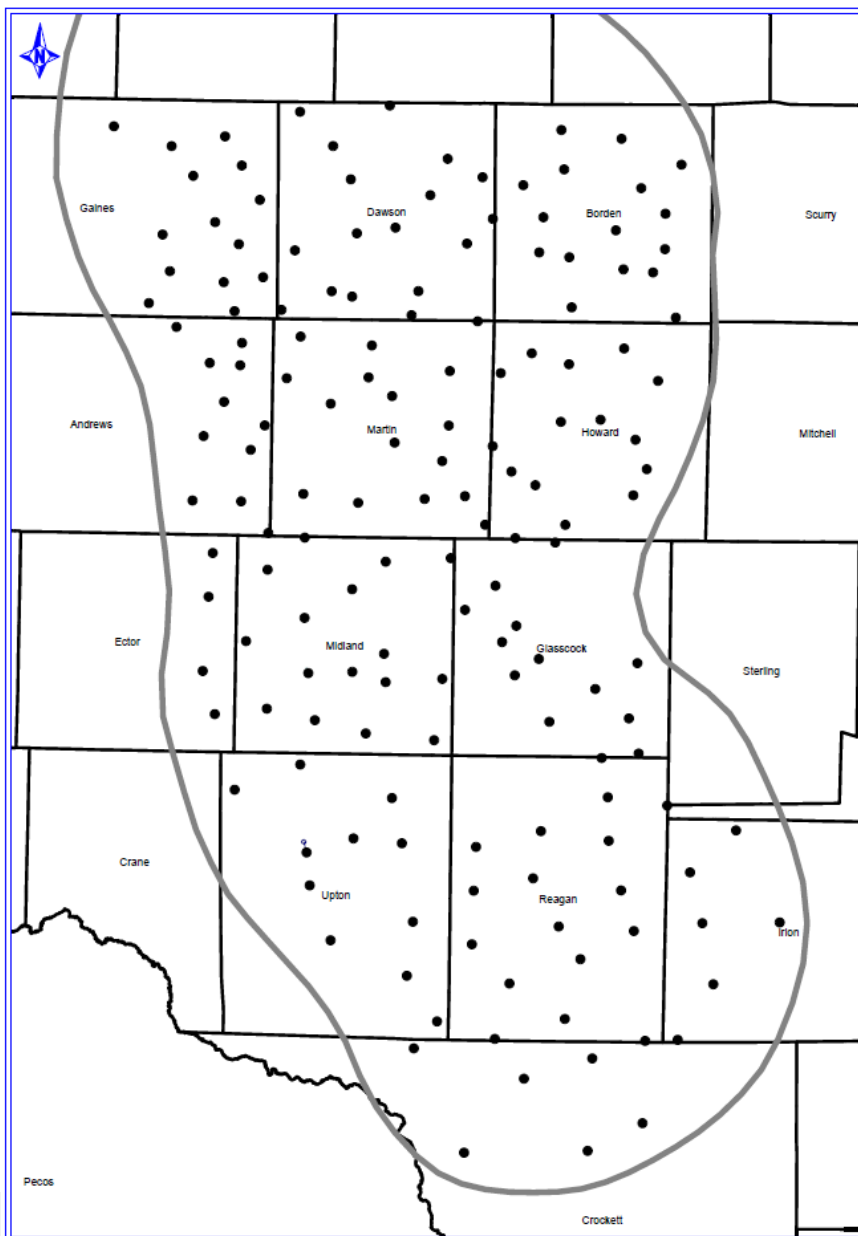 N
Gaines
Dawson
Borden
Scurry
Andrews
Martin
Howard
Mitchell
Ector
Midland
Glasscock
Sterling
Crane
Upton
Reagan
Irion
Pecos
Crockett